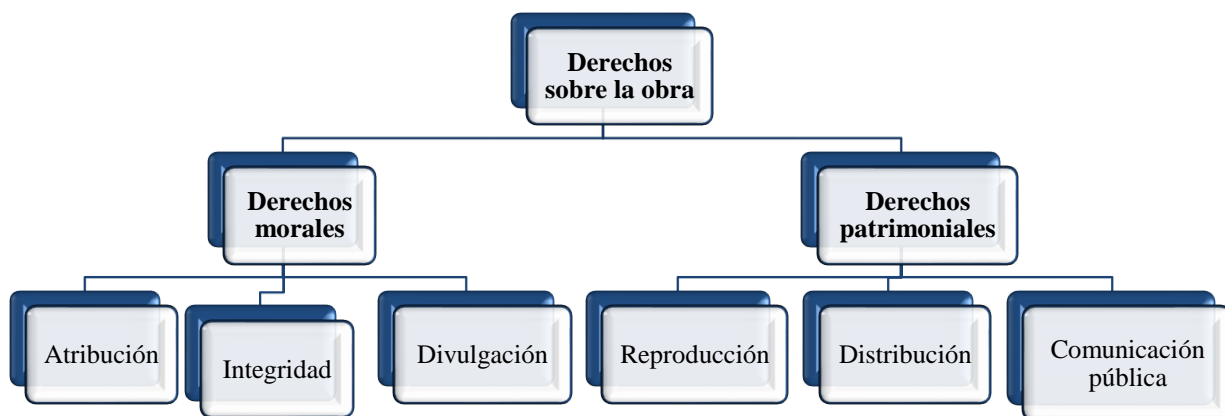 Derechos
sobre la obra
Derechos
morales
Derechos
patrimoniales
Atribución
Integridad
Divulgación
Reproducción
Distribución
Comunicación
pública